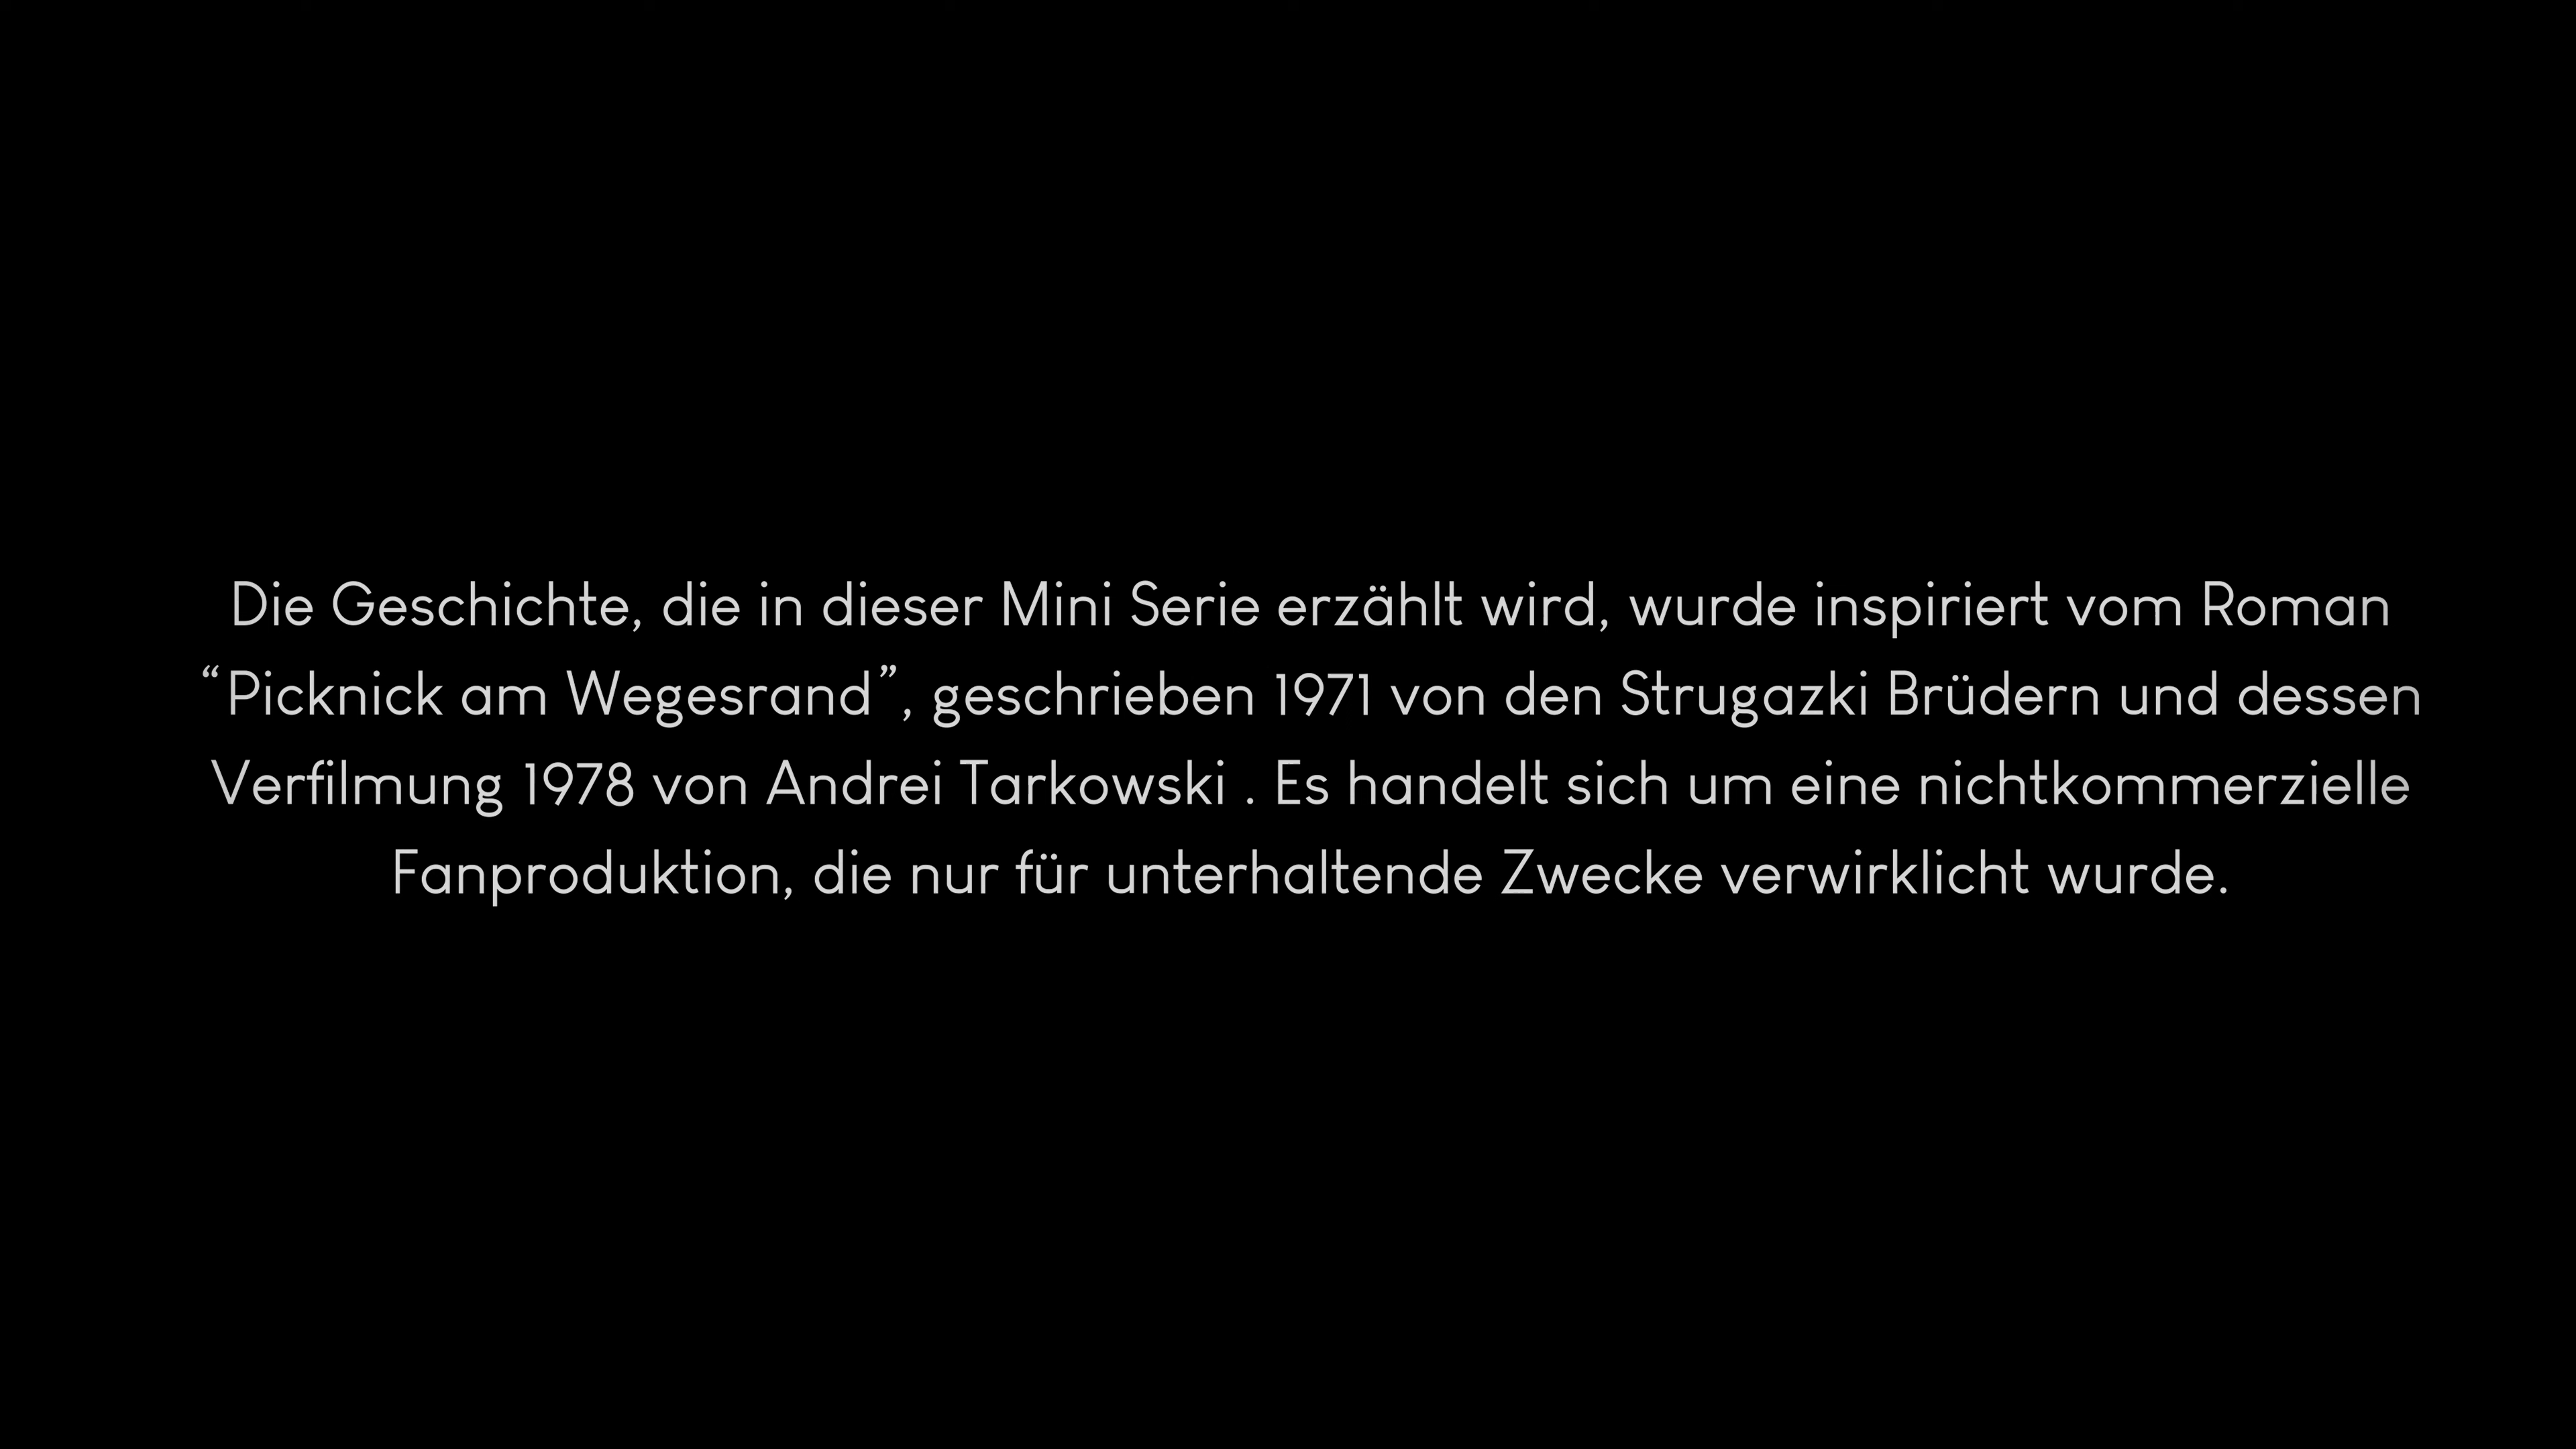 Die Geschichte, die in dieser Mini Serie erzählt wird, wurde inspiriert vom Roman
“Picknick am Wegesrand”, geschrieben 1971 von den Strugazki Brüdern und dessen
Verfilmung 1978 von Andrei Tarkowski . Es handelt sich um eine nichtkommerzielle
Fanproduktion, die nur für unterhaltende Zwecke verwirklicht wurde.